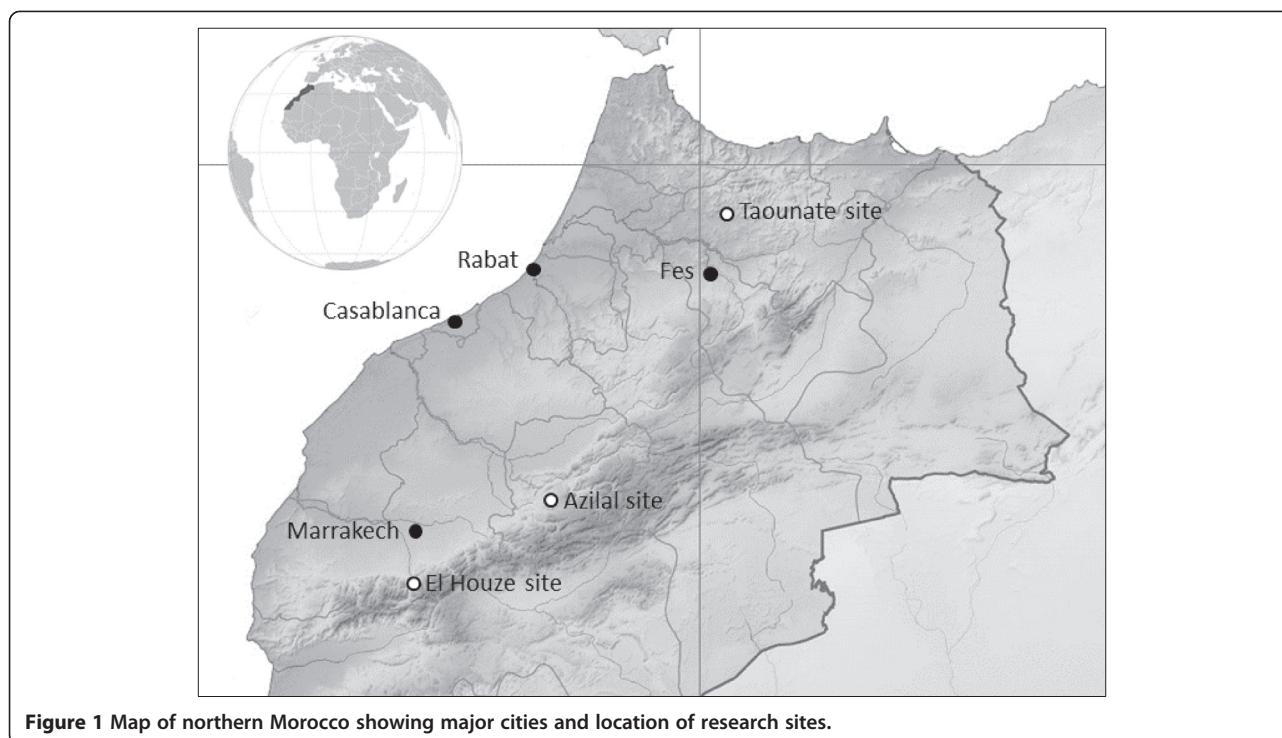 Taounate site
Rabat
Fes
Casablanca
Azilal site
Marrakech
El Houze site
Figure 1 Map of northern Morocco showing major cities and location of research sites.